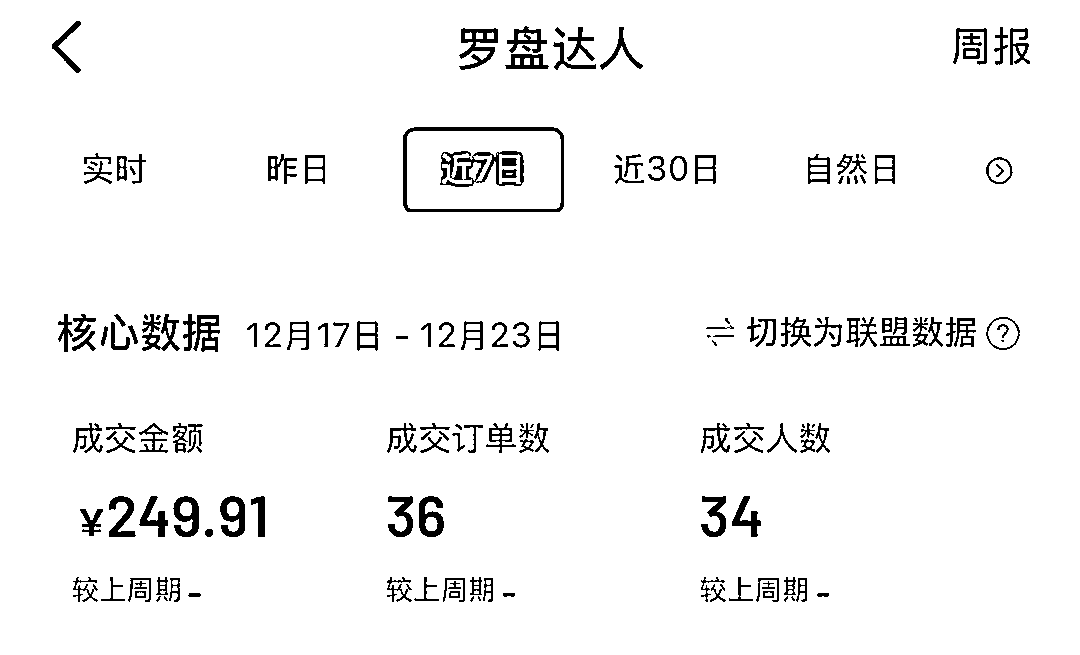 罗盘达人 周报
实时 昨日 近7日 近30日 自然日
核心数据 12月17日 - 12月23日 切换为联盟数据
成交金额 成交订单数 成交人数
¥249.91 36 34
较上周期 - 较上周期 - 较上周期 -